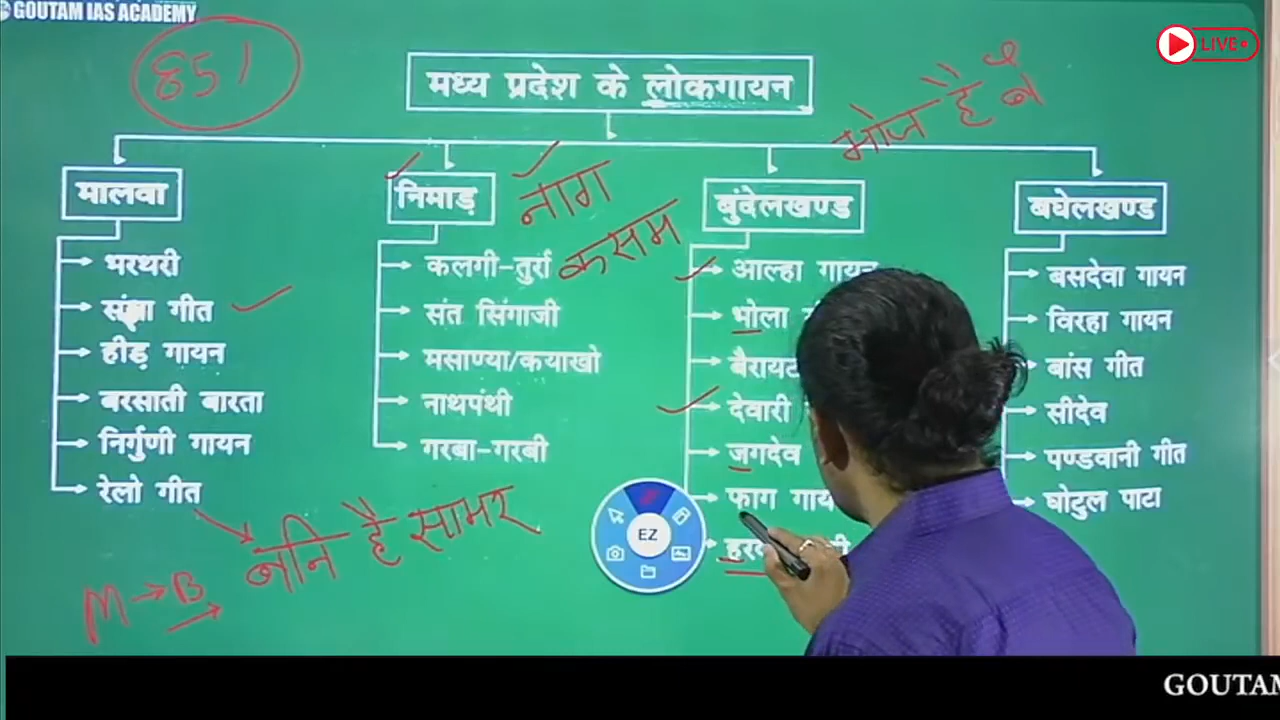 GOUTAM IAS ACADEMY
LIVE
851
मध्य प्रदेश के लोकगायन
भोज है बै
मालवा
भरथरी
संझा गीत
हीड़ गायन
बरसाती बारता
निर्गुणी गायन
रेलो गीत
निमाड़
कलगी-तुर्रा
संत सिंगाजी
मसाण्या/कयाखो
नाथपंथी
गरबा-गरबी
नाग
कसम
बुंदेलखण्ड
आल्हा गायन
भोला
बैरायटा
देवारी
जगदेव
फाग
बघेलखण्ड
बसदेवा गायन
विरहा गायन
बांस गीत
सीदेव
पण्डवानी गीत
घोटुल पाटा
बनि है सामर
M → B
EZ
GOUTAM